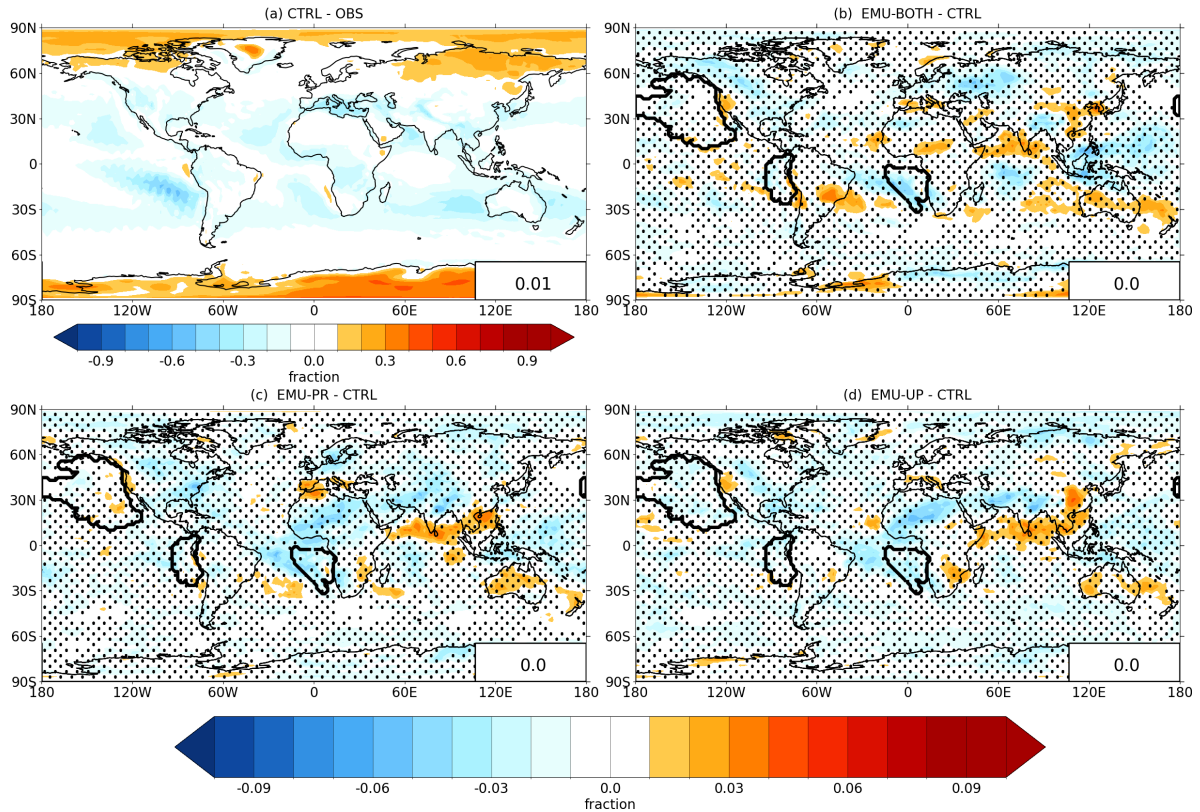 (a) CTRL - OBS
(b) EMU-BOTH - CTRL
90N 90N
60N 60N
30N 30N
0 0
30S 30S
60S 60S
90S 90S
0.01 0.0
180 120W 60W 0 60E 120E 180 180 120W 60W 0 60E 120E 180
-0.9 -0.6 -0.3 0.0 0.3 0.6 0.9
fraction
(c) EMU-PR - CTRL
(d) EMU-UP - CTRL
90N 90N
60N 60N
30N 30N
0 0
30S 30S
60S 60S
90S 90S
0.0 0.0
180 120W 60W 0 60E 120E 180 180 120W 60W 0 60E 120E 180
-0.09 -0.06 -0.03 0.0 0.03 0.06 0.09
fraction